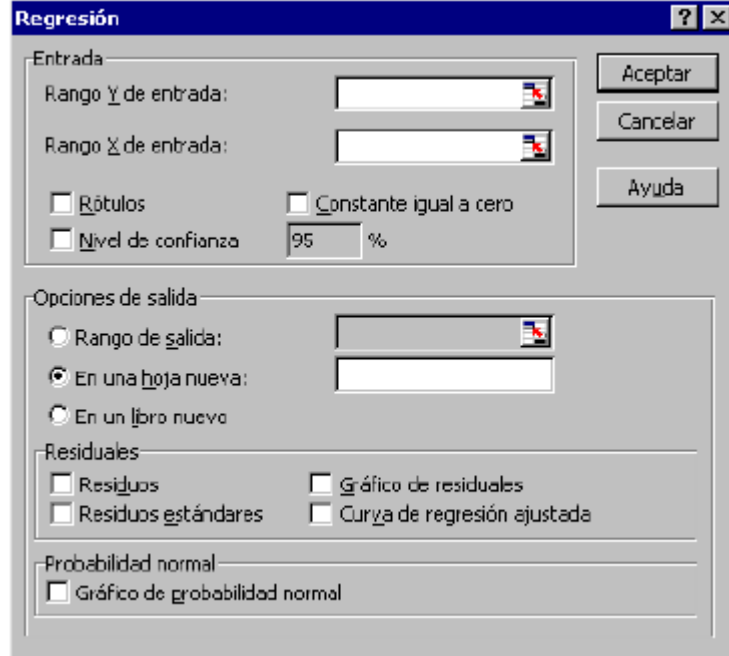 Regresión
Entrada
Rango Y de entrada:
Rango X de entrada:
Rótulos
Constante igual a cero
Nivel de confianza
95 %
Aceptar
Cancelar
Ayuda
Opciones de salida
Rango de salida:
En una hoja nueva:
En un libro nuevo
Residuales
Residuos
Gráfico de residuales
Residuos estándares
Curva de regresión ajustada
Probabilidad normal
Gráfico de probabilidad normal